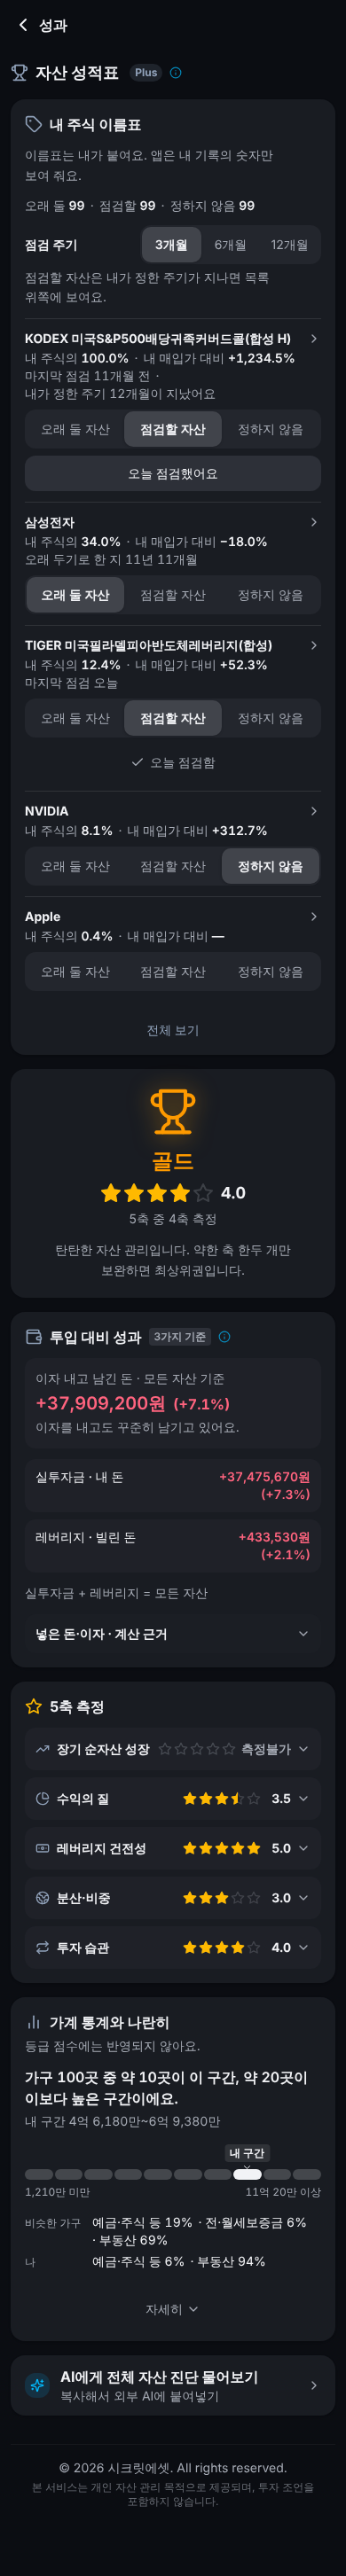 성과
자산 성적표 Plus
내 주식 이름표
이름표는 내가 붙여요. 앱은 내 기록의 숫자만
보여 줘요.
오래 둘 99 · 점검할 99 · 정하지 않음 99
점검 주기 3개월 6개월 12개월
점검할 자산은 내가 정한 주기가 지나면 목록
위쪽에 보여요.
KODEX 미국S&P500배당귀족커버드콜(합성 H)
내 주식의 100.0% · 내 매입가 대비 +1,234.5%
마지막 점검 11개월 전 ·
내가 정한 주기 12개월이 지났어요
오래 둘 자산 점검할 자산 정하지 않음
오늘 점검했어요
삼성전자
내 주식의 34.0% · 내 매입가 대비 −18.0%
오래 두기로 한 지 11년 11개월
오래 둘 자산 점검할 자산 정하지 않음
TIGER 미국필라델피아반도체레버리지(합성)
내 주식의 12.4% · 내 매입가 대비 +52.3%
마지막 점검 오늘
오래 둘 자산 점검할 자산 정하지 않음
오늘 점검함
NVIDIA
내 주식의 8.1% · 내 매입가 대비 +312.7%
오래 둘 자산 점검할 자산 정하지 않음
Apple
내 주식의 0.4% · 내 매입가 대비 —
오래 둘 자산 점검할 자산 정하지 않음
전체 보기
골드
4.0
5축 중 4축 측정
탄탄한 자산 관리입니다. 약한 축 한두 개만
보완하면 최상위권입니다.
투입 대비 성과 3가지 기준
이자 내고 남긴 돈 · 모든 자산 기준
+37,909,200원 (+7.1%)
이자를 내고도 꾸준히 남기고 있어요.
실투자금 · 내 돈 +37,475,670원
(+7.3%)
레버리지 · 빌린 돈 +433,530원
(+2.1%)
실투자금 + 레버리지 = 모든 자산
넣은 돈·이자 · 계산 근거
5축 측정
장기 순자산 성장 측정불가
수익의 질 3.5
레버리지 건전성 5.0
분산·비중 3.0
투자 습관 4.0
가계 통계와 나란히
등급 점수에는 반영되지 않아요.
가구 100곳 중 약 10곳이 이 구간, 약 20곳이
이보다 높은 구간이에요.
내 구간 4억 6,180만~6억 9,380만
내 구간
1,210만 미만 11억 20만 이상
비슷한 가구 예금·주식 등 19% · 전·월세보증금 6%
· 부동산 69%
나 예금·주식 등 6% · 부동산 94%
자세히
AI에게 전체 자산 진단 물어보기
복사해서 외부 AI에 붙여넣기
© 2026 시크릿에셋. All rights reserved.
본 서비스는 개인 자산 관리 목적으로 제공되며, 투자 조언을
포함하지 않습니다.